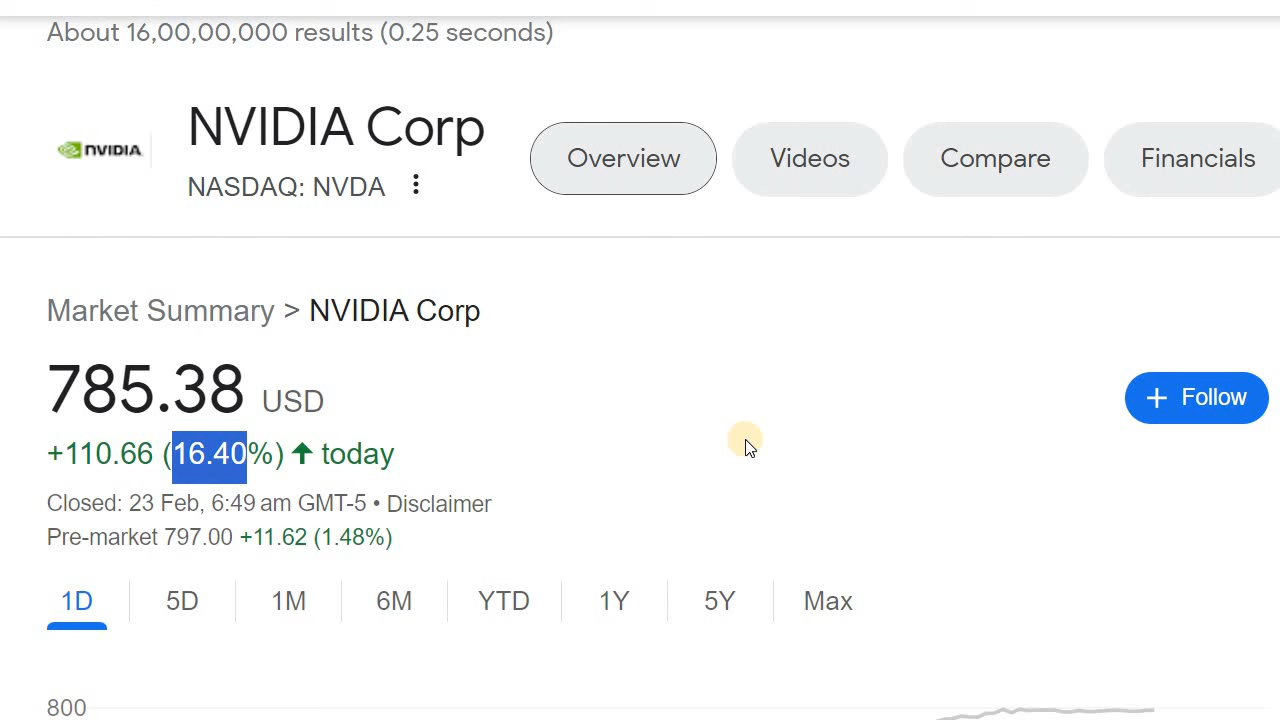 About 16,00,00,000 results (0.25 seconds)
NVIDIA
NVIDIA Corp
NASDAQ: NVDA
Overview
Videos
Compare
Financials
Market Summary > NVIDIA Corp
785.38 USD
+ Follow
+110.66 (16.40%) ↑ today
Closed: 23 Feb, 6:49 am GMT-5 • Disclaimer
Pre-market 797.00 +11.62 (1.48%)
1D 5D 1M 6M YTD 1Y 5Y Max
800